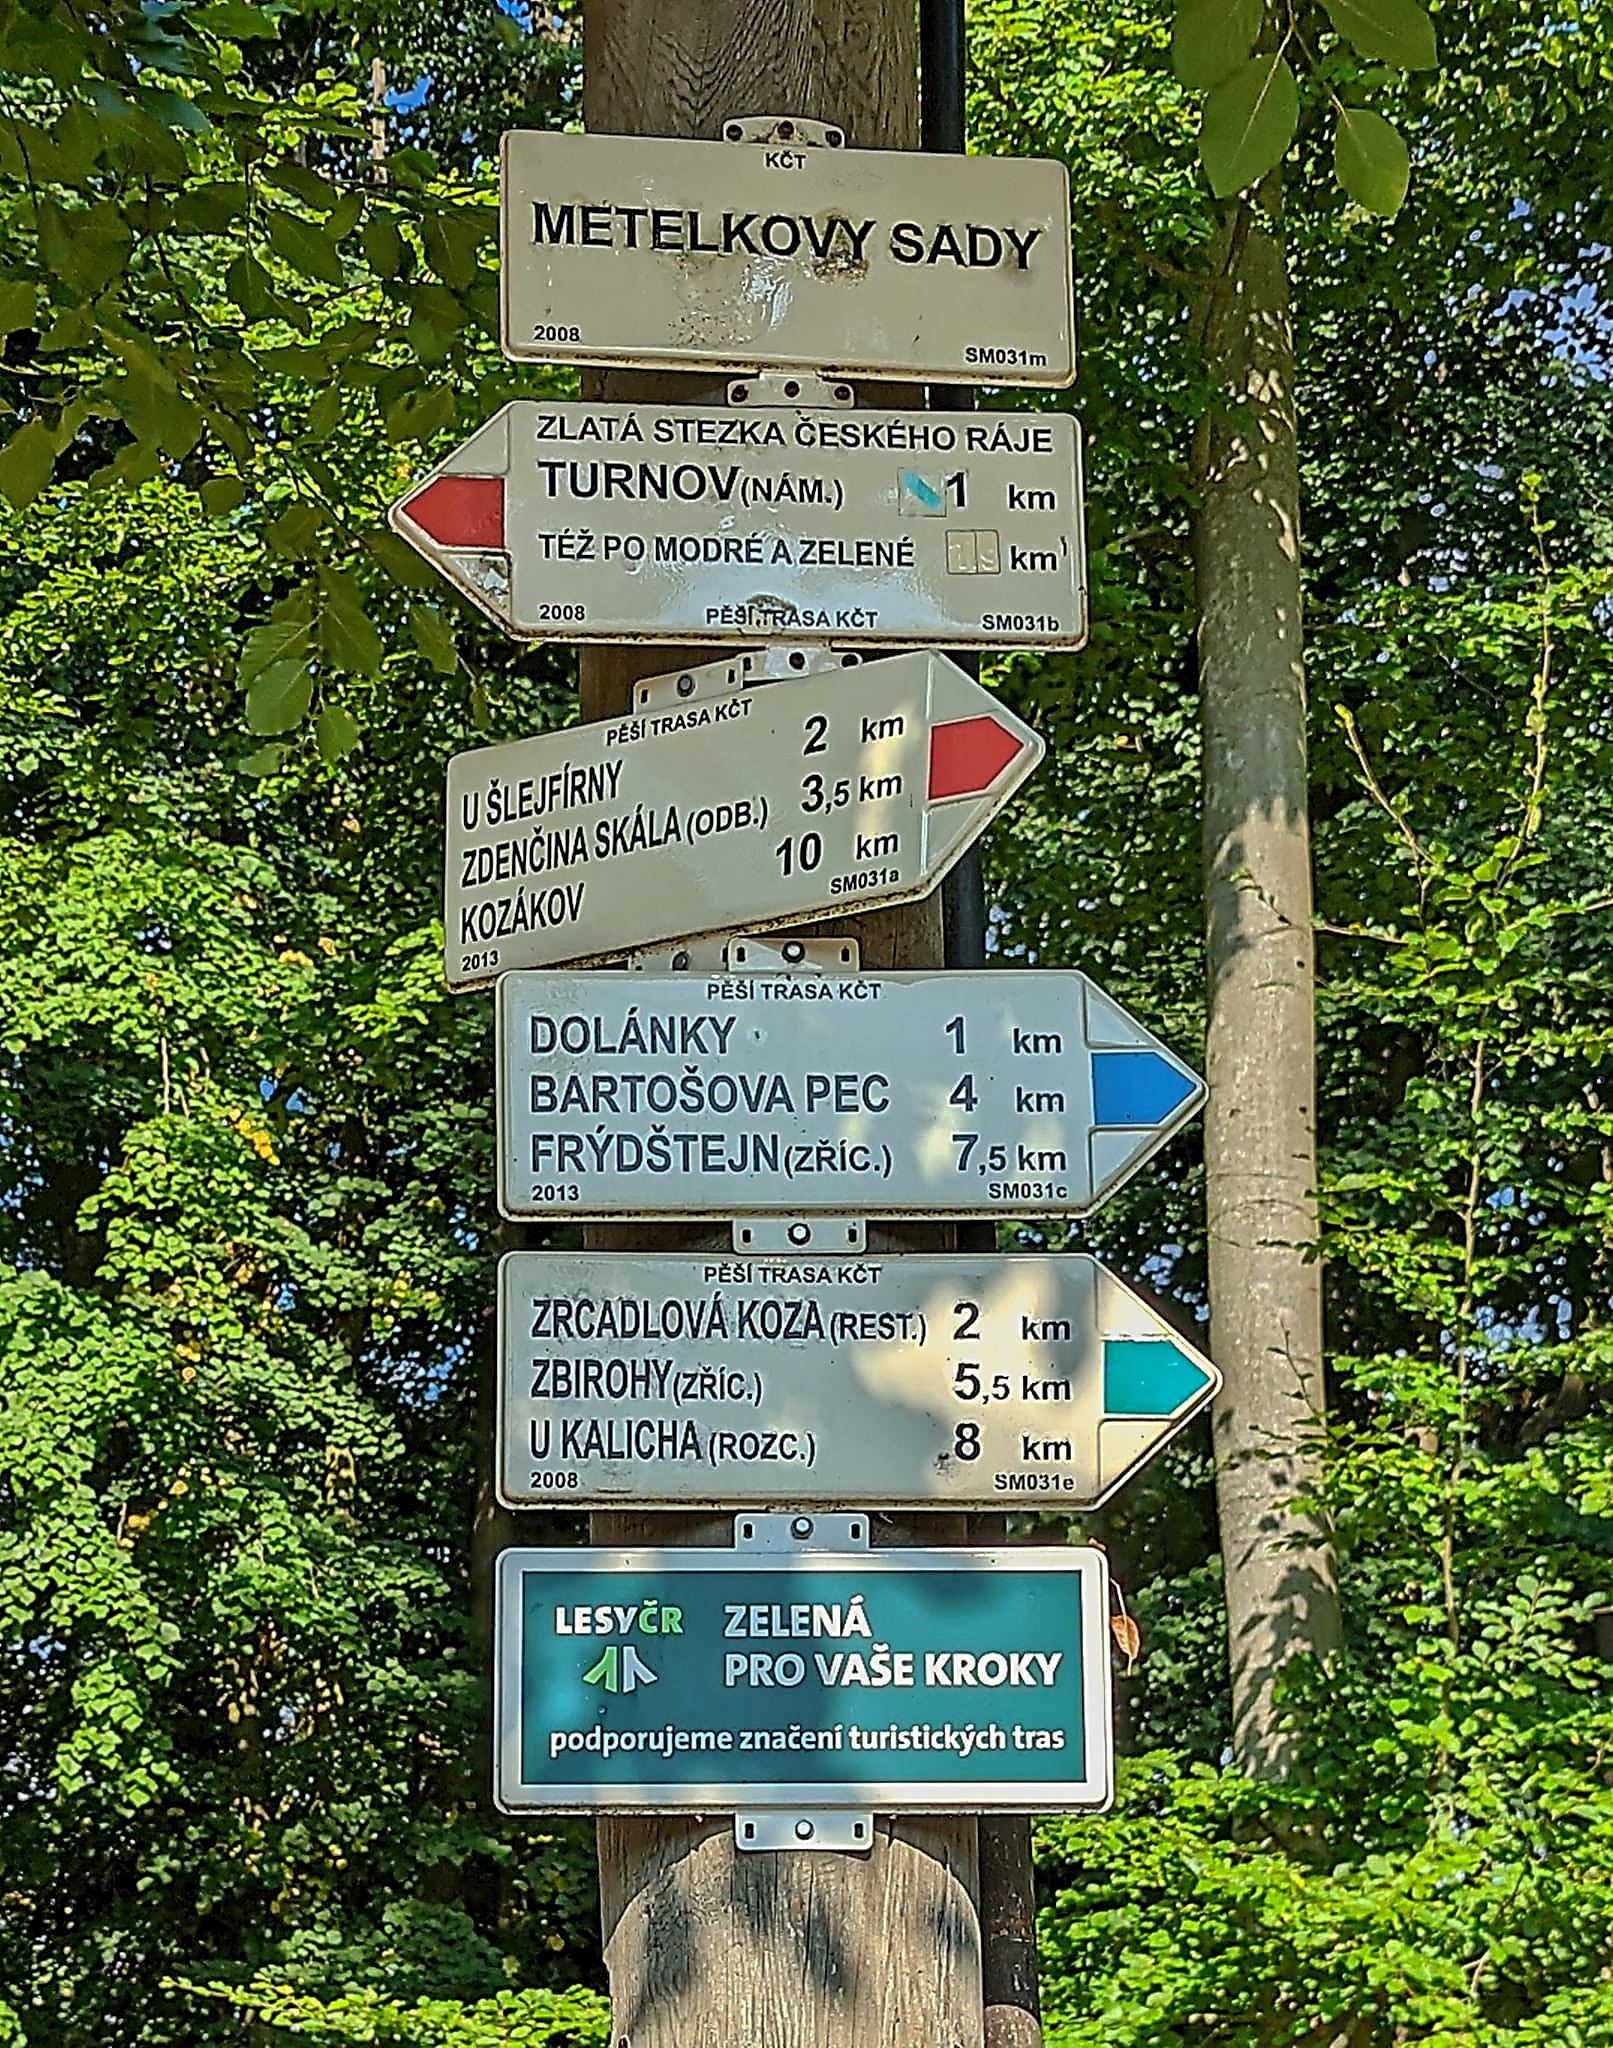 KČT
METELKOVY SADY
2008 SM031m
ZLATÁ STEZKA ČESKÉHO RÁJE
TURNOV (NÁM.) 1 km
TÉŽ PO MODRÉ A ZELENÉ km
2008 PĚŠÍ TRASA KČT SM031b
PĚŠÍ TRASA KČT
U ŠLEJFÍRNY 2 km
ZDENČINA SKÁLA (ODB.) 3,5 km
KOZÁKOV 10 km
2013 SM031a
PĚŠÍ TRASA KČT
DOLÁNKY 1 km
BARTOŠOVA PEC 4 km
FRÝDŠTEJN (ZŘÍC.) 7,5 km
2013 SM031c
PĚŠÍ TRASA KČT
ZRCADLOVÁ KOZA (REST.) 2 km
ZBIROHY (ZŘÍC.) 5,5 km
U KALICHA (ROZC.) 8 km
2008 SM031e
LESYČR ZELENÁ
PRO VAŠE KROKY
podporujeme značení turistických tras